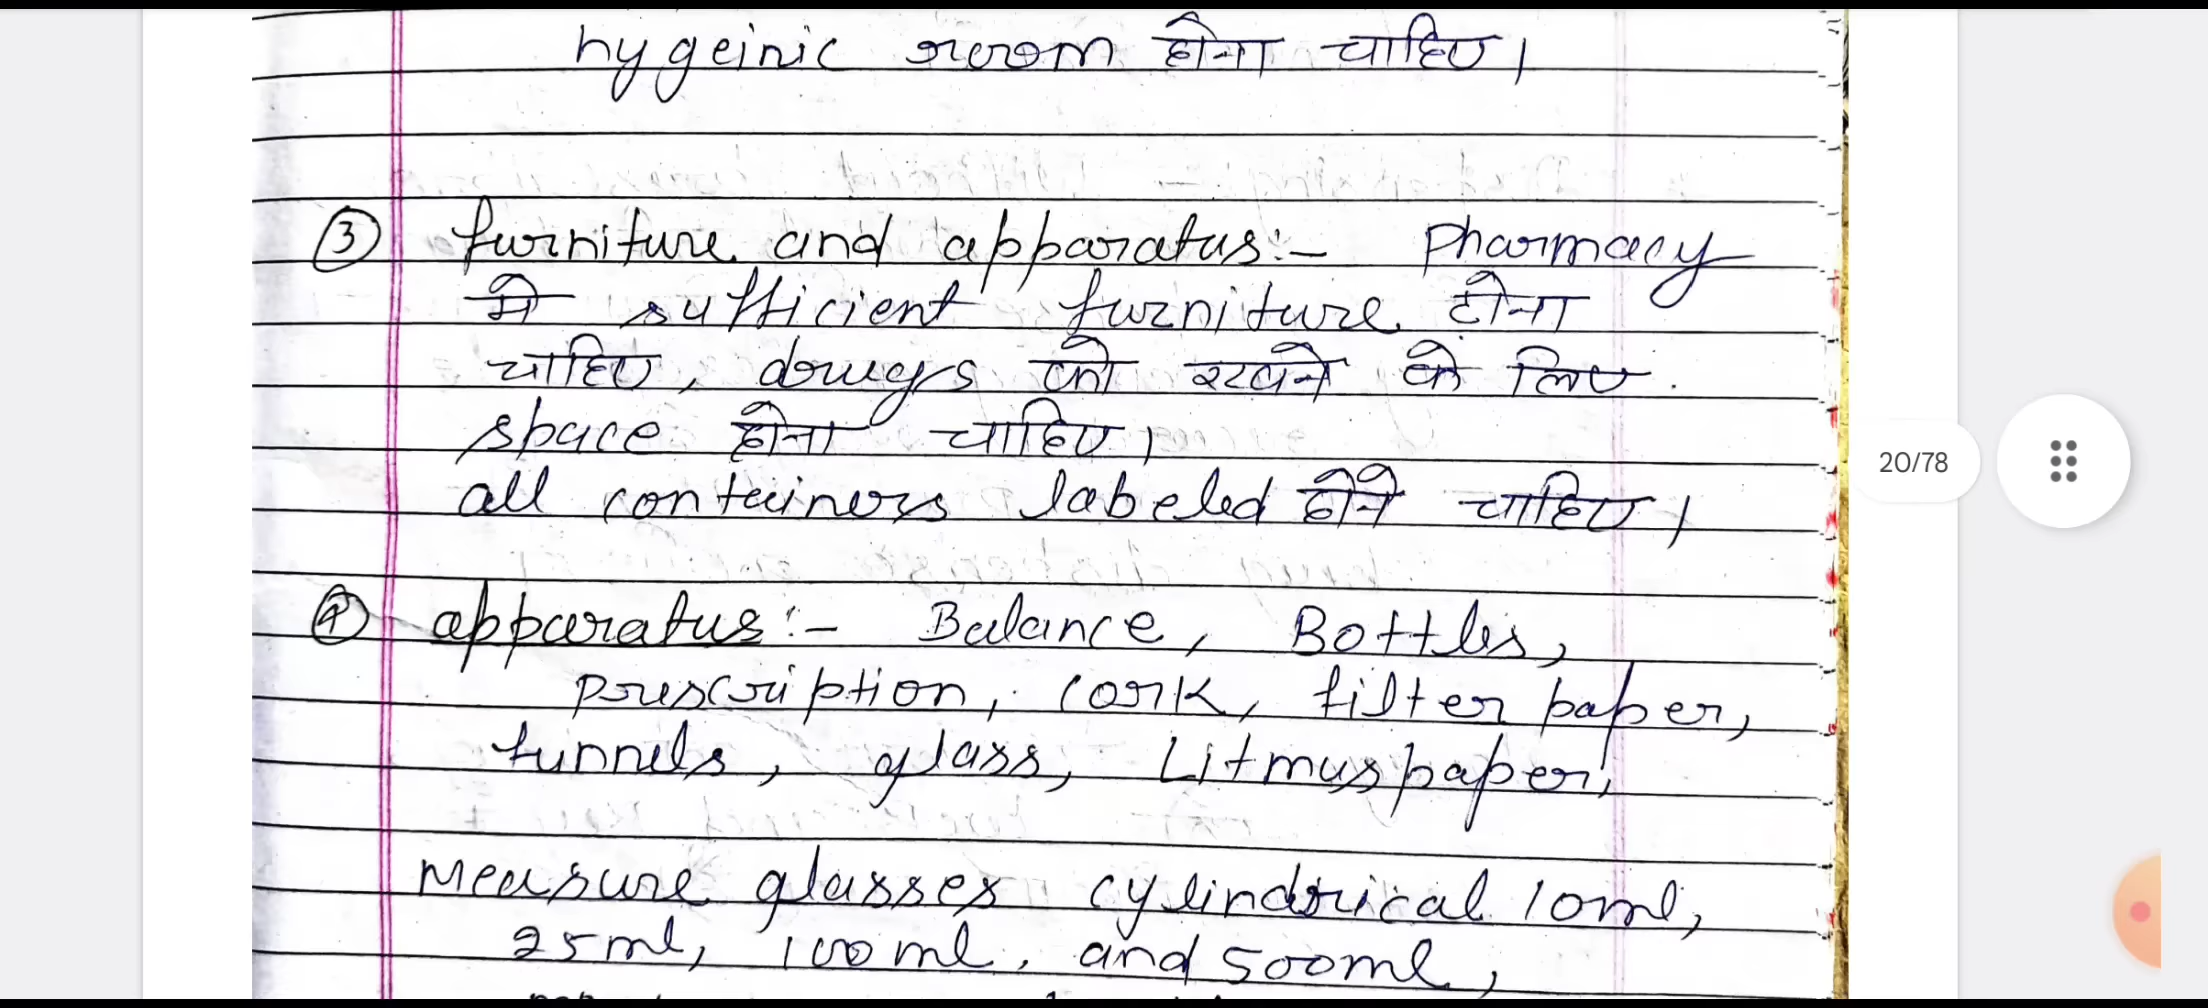 hygeinic room होना चाहिए।
③ furniture and apparatus:- Pharmacy
मे sufficient furniture होना
चाहिए, drugs को रखने के लिए.
space होना चाहिए।
all containers labeled होने चाहिए।
20/78
④ apparatus:- Balance, Bottles,
prescription, cork, filter paper,
funnels, glass, Litmus paper,
Measure glasses cylindrical 10ml,
25ml, 100ml, and 500ml,